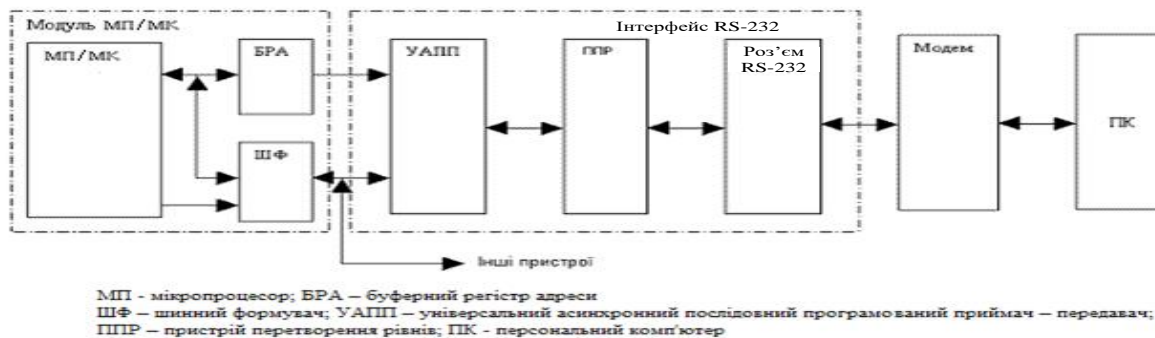 Модуль МП/МК
Інтерфейс RS-232
МП/МК
БРА
УАПП
ППР
Роз’єм
RS-232
Модем
ПК
ШФ
Інші пристрої
МП - мікропроцесор; БРА – буферний регістр адреси
ШФ – шинний формувач; УАПП – універсальний асинхронний послідовний програмований приймач – передавач;
ППР – пристрій перетворення рівнів; ПК - персональний комп'ютер